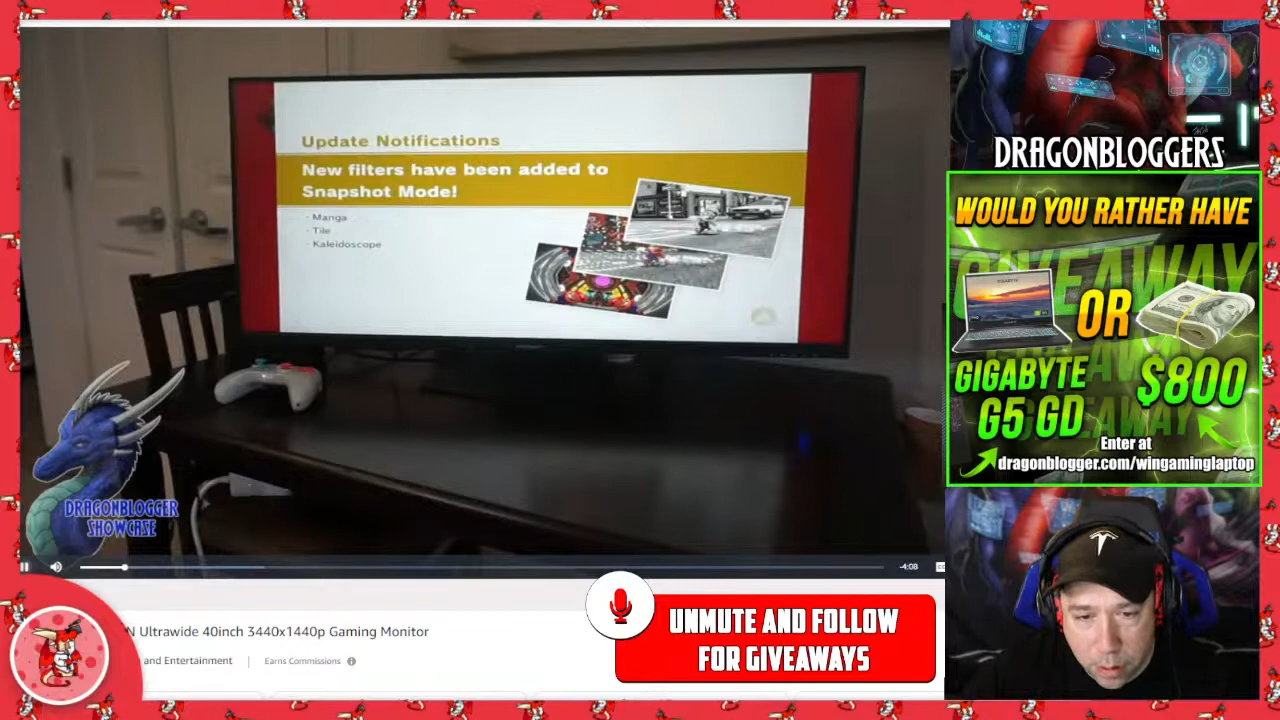 Update Notifications
New filters have been added to
Snapshot Mode!
- Manga
- Tile
- Kaleidoscope
DRAGONBLOGGER
SHOWCASE
-4:08
N Ultrawide 40inch 3440x1440p Gaming Monitor
and Entertainment
Earns Commissions
UNMUTE AND FOLLOW
FOR GIVEAWAYS
DRAGONBLOGGERS
WOULD YOU RATHER HAVE
GIVEAWAY
OR
GIGABYTE
G5 GD
$800
Enter at
dragonblogger.com/wingaminglaptop